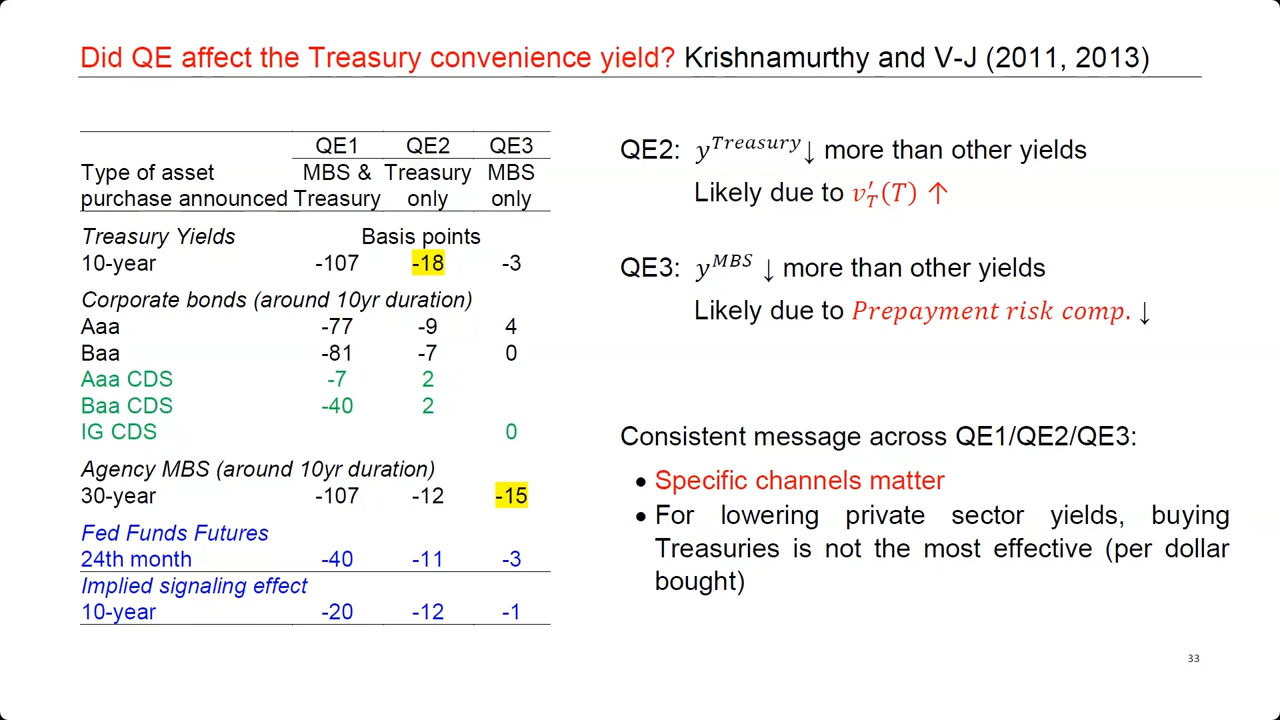 Did QE affect the Treasury convenience yield? Krishnamurthy and V-J (2011, 2013)
QE1 QE2 QE3
Type of asset MBS & Treasury MBS
purchase announced Treasury only only
Treasury Yields Basis points
10-year -107 -18 -3
Corporate bonds (around 10yr duration)
Aaa -77 -9 4
Baa -81 -7 0
Aaa CDS -7 2
Baa CDS -40 2
IG CDS 0
Agency MBS (around 10yr duration)
30-year -107 -12 -15
Fed Funds Futures
24th month -40 -11 -3
Implied signaling effect
10-year -20 -12 -1
QE2: y^Treasury ↓ more than other yields
Likely due to v′_T(T) ↑
QE3: y^MBS ↓ more than other yields
Likely due to Prepayment risk comp. ↓
Consistent message across QE1/QE2/QE3:
• Specific channels matter
• For lowering private sector yields, buying
Treasuries is not the most effective (per dollar
bought)
33